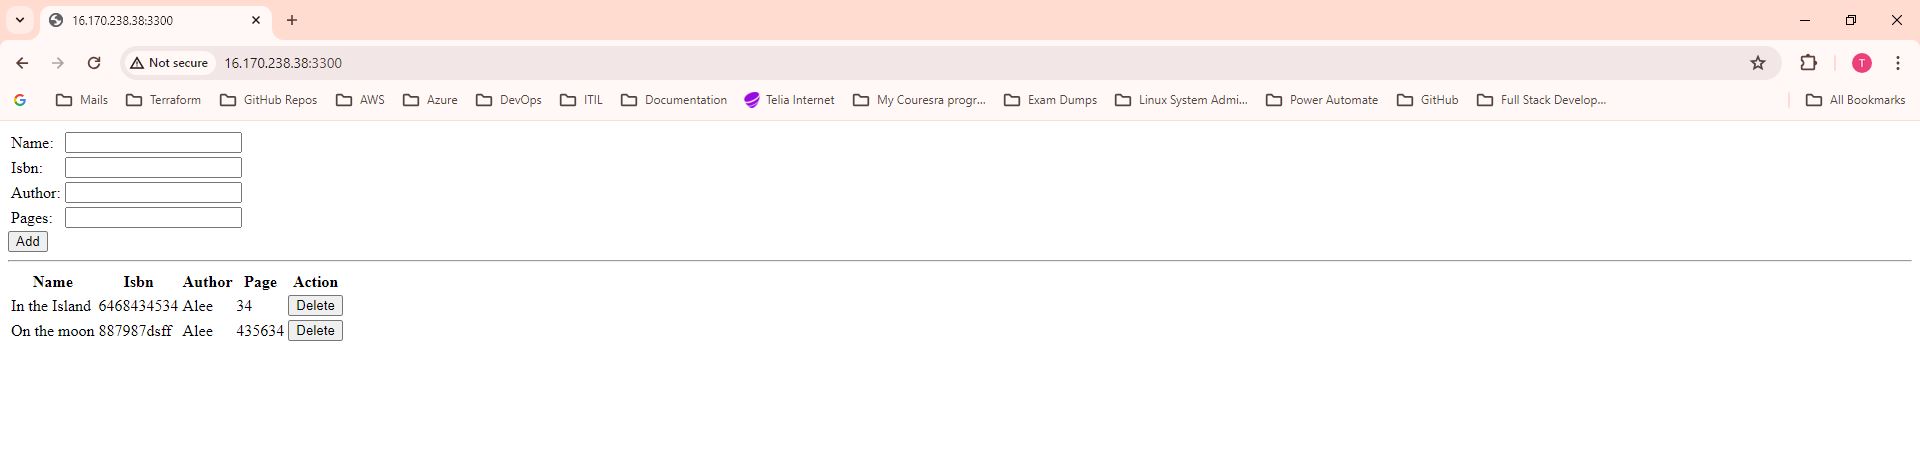 16.170.238.38:3300
Not secure 16.170.238.38:3300 T
G Mails Terraform GitHub Repos AWS Azure DevOps ITIL Documentation Telia Internet My Couresra progr... Exam Dumps Linux System Admi... Power Automate GitHub Full Stack Develop... All Bookmarks
Name:
Isbn:
Author:
Pages:
Add
Name Isbn Author Page Action
In the Island 6468434534 Alee 34 Delete
On the moon 887987dsff Alee 435634 Delete